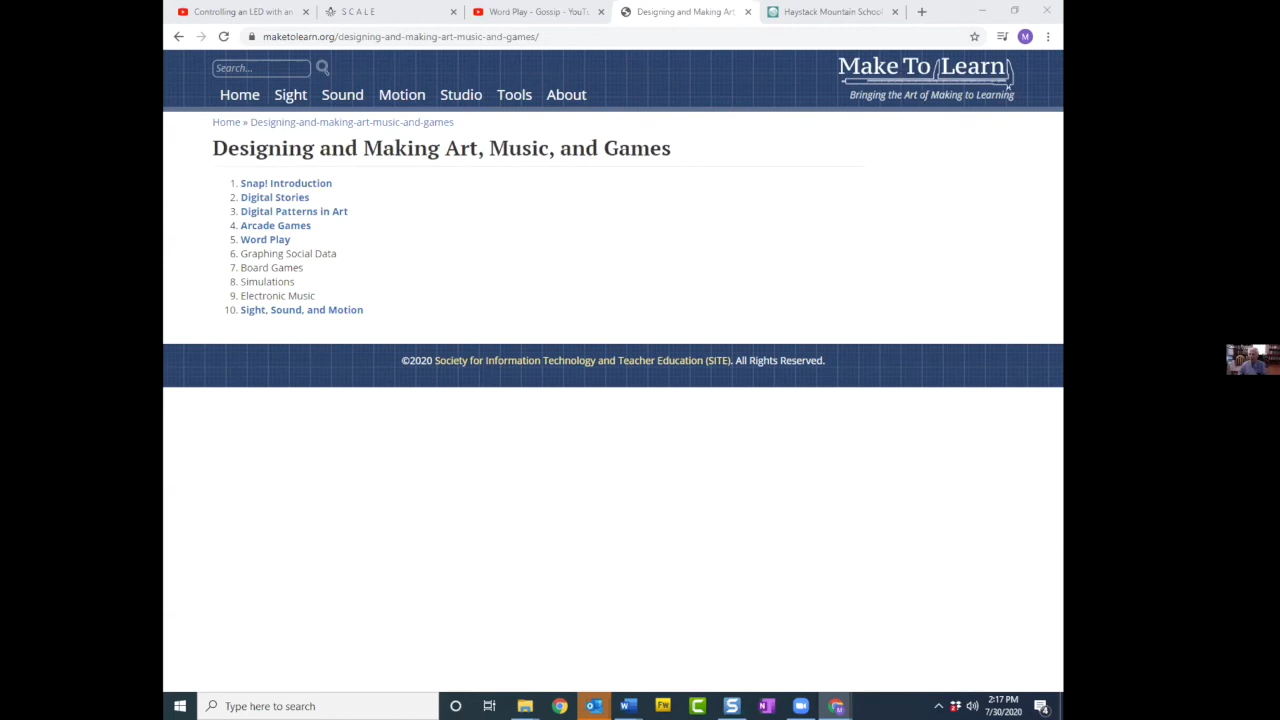 Controlling an LED with an
S C A L E
Word Play - Gossip - YouTu
Designing and Making Art,
Haystack Mountain School
maketolearn.org/designing-and-making-art-music-and-games/
M
Search...
Make To Learn
Bringing the Art of Making to Learning
Home Sight Sound Motion Studio Tools About
Home » Designing-and-making-art-music-and-games
Designing and Making Art, Music, and Games
1. Snap! Introduction
2. Digital Stories
3. Digital Patterns in Art
4. Arcade Games
5. Word Play
6. Graphing Social Data
7. Board Games
8. Simulations
9. Electronic Music
10. Sight, Sound, and Motion
©2020 Society for Information Technology and Teacher Education (SITE). All Rights Reserved.
Type here to search
2:17 PM
7/30/2020
4